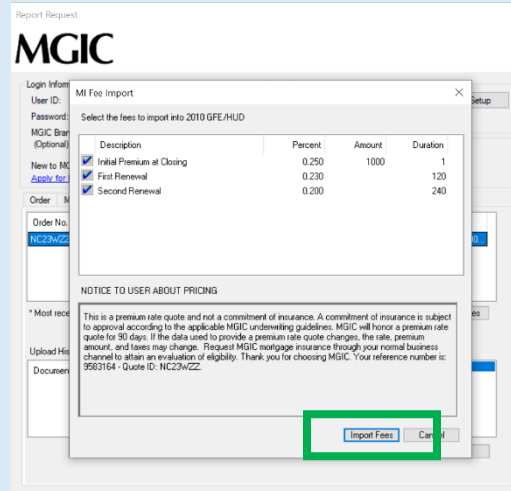 Report Request
MGIC
Login Inform
User ID:
Setup
Password:
MGIC Bran
(Optional)
New to MG
Apply for
Order M
Order No.
NC23WZZ
* Most rece
es
Upload His
Documen
MI Fee Import
Select the fees to import into 2010 GFE/HUD
Description Percent Amount Duration
Initial Premium at Closing 0.250 1000 1
First Renewal 0.230 120
Second Renewal 0.200 240
NOTICE TO USER ABOUT PRICING
This is a premium rate quote and not a commitment of insurance. A commitment of insurance is subject
to approval according to the applicable MGIC underwriting guidelines. MGIC will honor a premium rate
quote for 90 days. If the data used to provide a premium rate quote changes, the rate, premium
amount, and taxes may change. Request MGIC mortgage insurance through your normal business
channel to attain an evaluation of eligibility. Thank you for choosing MGIC. Your reference number is:
9583164 - Quote ID: NC23WZZ.
Import Fees